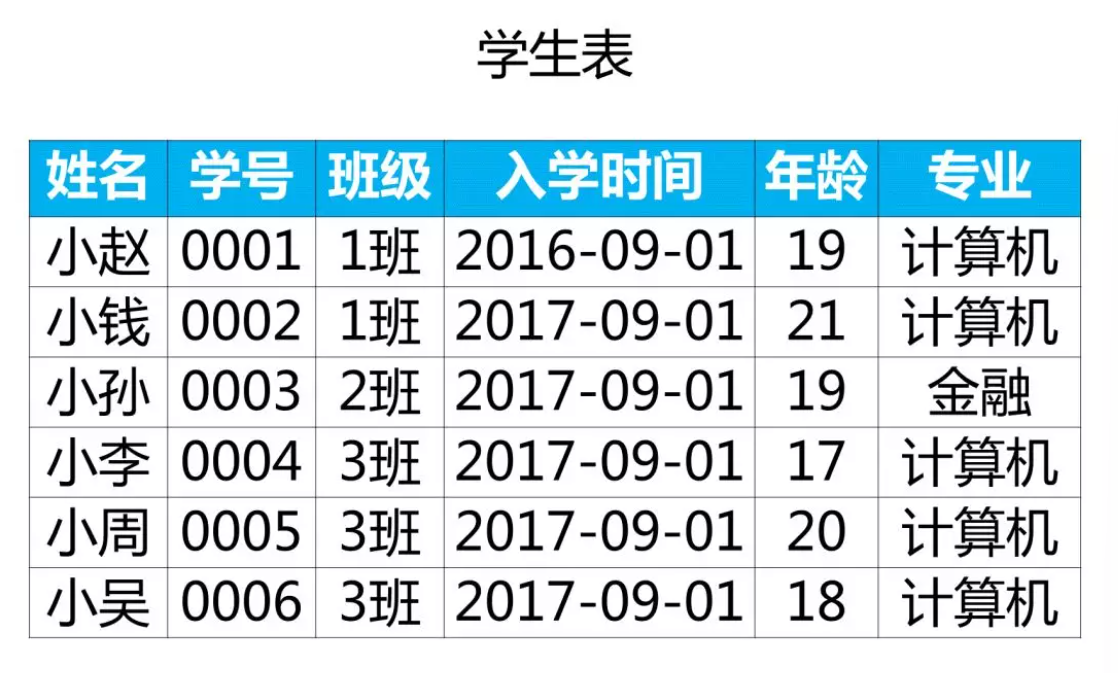 学生表
姓名 学号 班级 入学时间 年龄 专业
小赵 0001 1班 2016-09-01 19 计算机
小钱 0002 1班 2017-09-01 21 计算机
小孙 0003 2班 2017-09-01 19 金融
小李 0004 3班 2017-09-01 17 计算机
小周 0005 3班 2017-09-01 20 计算机
小吴 0006 3班 2017-09-01 18 计算机